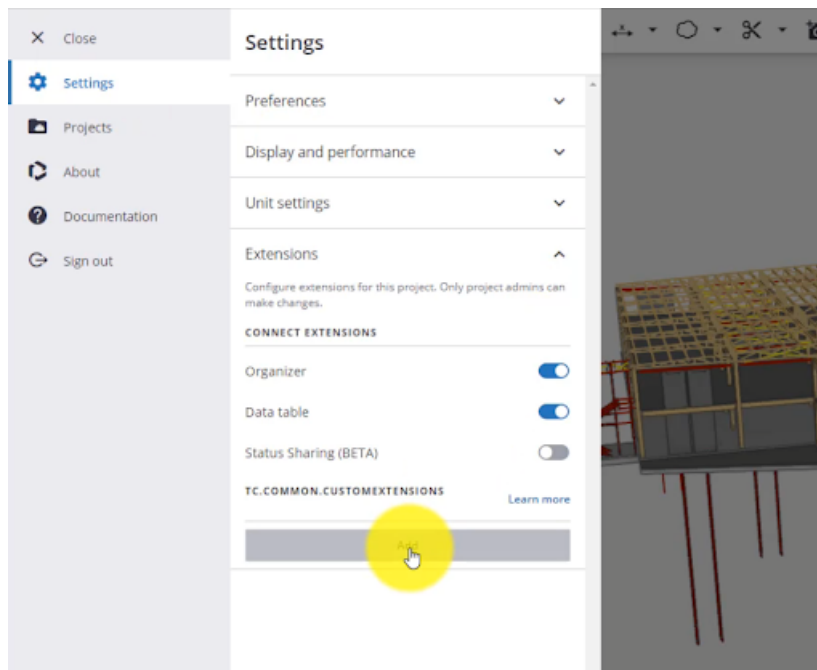 Close
Settings
Projects
About
Documentation
Sign out
Settings
Preferences
Display and performance
Unit settings
Extensions
Configure extensions for this project. Only project admins can
make changes.
CONNECT EXTENSIONS
Organizer
Data table
Status Sharing (BETA)
TC.COMMON.CUSTOMEXTENSIONS
Learn more
Add